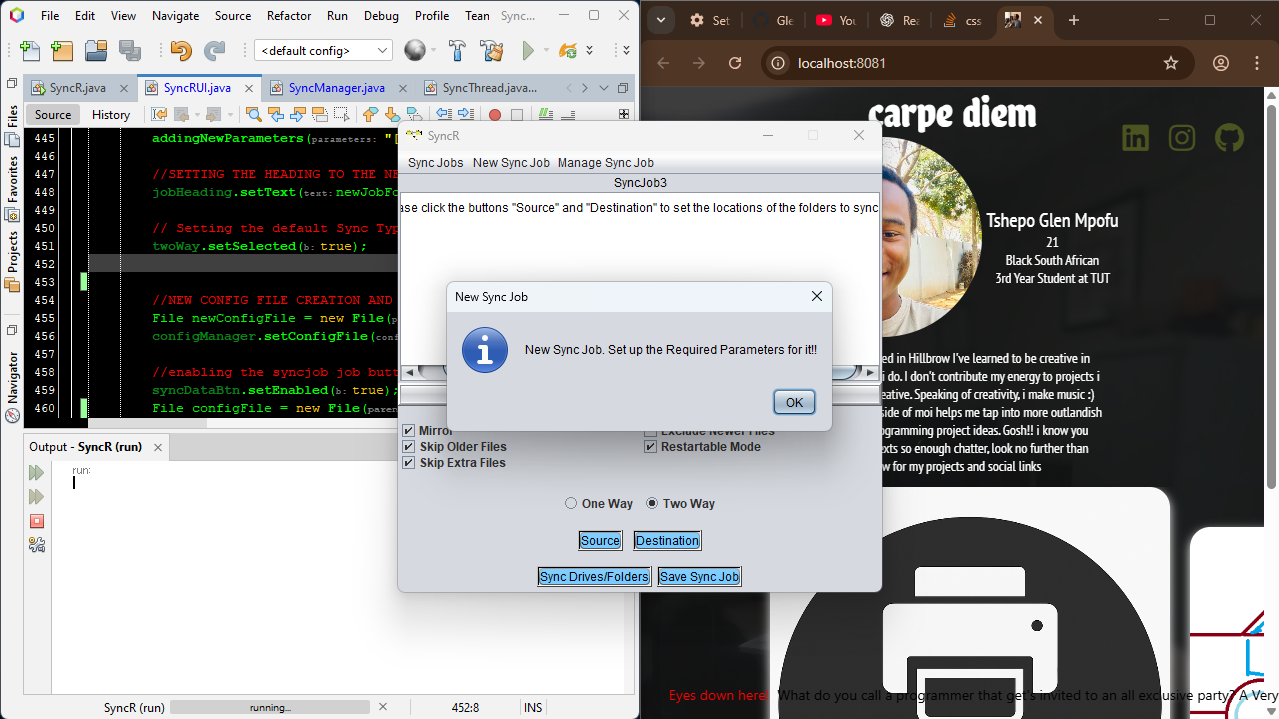 File Edit View Navigate Source Refactor Run Debug Profile Tean Sync...
<default config>
SyncR.java SyncRUI.java SyncManager.java SyncThread.java...
Source History
Files
Favorites
Projects
Navigator
445 addingNewParameters(parameters: "[
446
447 //SETTING THE HEADING TO THE NE
448 jobHeading.setText(text:newJobFo
449
450 // Setting the default Sync Typ
451 twoWay.setSelected(b: true);
452
453
454 //NEW CONFIG FILE CREATION AND
455 File newConfigFile = new File(p
456 configManager.setConfigFile(conf
457
458 //enabling the syncjob job butt
459 syncDataBtn.setEnabled(b: true);
460 File configFile = new File(paren
Output - SyncR (run)
run:
SyncR (run) running... 452:8 INS
SyncR
Sync Jobs New Sync Job Manage Sync Job
SyncJob3
ase click the buttons "Source" and "Destination" to set the locations of the folders to sync
New Sync Job
New Sync Job. Set up the Required Parameters for it!!
OK
Mirror Exclude Newer Files
Skip Older Files Restartable Mode
Skip Extra Files
One Way Two Way
Source Destination
Sync Drives/Folders Save Sync Job
Set Gle You Rea css
localhost:8081
carpe diem
Tshepo Glen Mpofu
21
Black South African
3rd Year Student at TUT
ed in Hillbrow I've learned to be creative in
i do. I don't contribute my energy to projects i
eative. Speaking of creativity, i make music :)
side of moi helps me tap into more outlandish
ogramming project ideas. Gosh!! i know you
exts so enough chatter, look no further than
w for my projects and social links
Eyes down here What do you call a programmer that get's invited to an all exclusive party? A Very